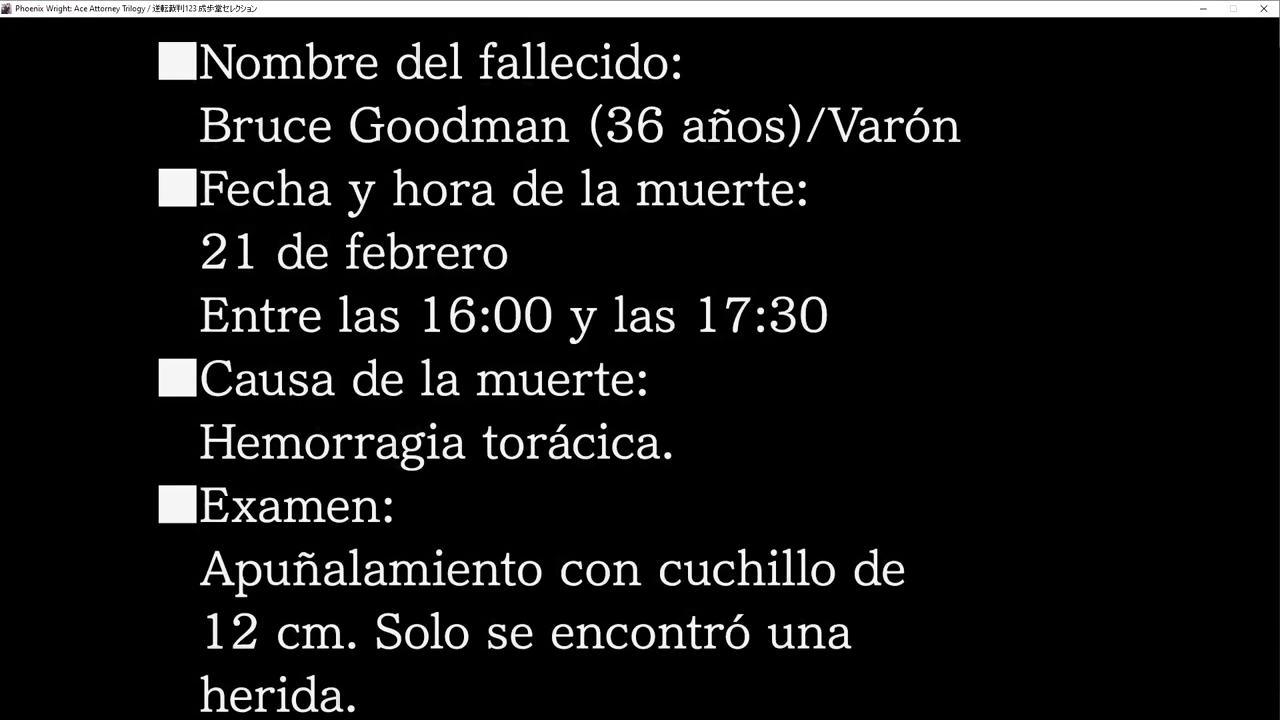 Phoenix Wright: Ace Attorney Trilogy / 逆転裁判123 成歩堂セレクション
■Nombre del fallecido:
Bruce Goodman (36 años)/Varón
■Fecha y hora de la muerte:
21 de febrero
Entre las 16:00 y las 17:30
■Causa de la muerte:
Hemorragia torácica.
■Examen:
Apuñalamiento con cuchillo de
12 cm. Solo se encontró una
herida.